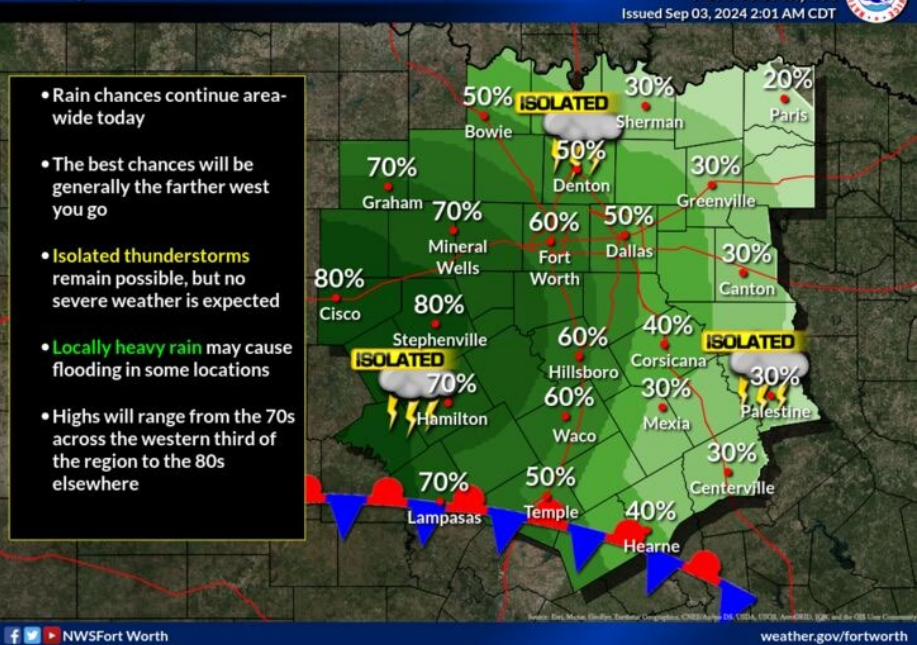 Issued Sep 03, 2024 2:01 AM CDT
• Rain chances continue area-
wide today
• The best chances will be
generally the farther west
you go
• Isolated thunderstorms
remain possible, but no
severe weather is expected
• Locally heavy rain may cause
flooding in some locations
• Highs will range from the 70s
across the western third of
the region to the 80s
elsewhere
20%
Paris
30%
Sherman
50%
Bowie
ISOLATED
50%
Denton
70%
Graham
30%
Greenville
70%
Mineral
Wells
60%
Fort
Worth
50%
Dallas
30%
Canton
80%
Cisco
80%
Stephenville
60%
Hillsboro
40%
Corsicana
ISOLATED
30%
Palestine
ISOLATED
70%
Hamilton
60%
Waco
30%
Mexia
30%
Centerville
70%
Lampasas
50%
Temple
40%
Hearne
NWSFort Worth
weather.gov/fortworth